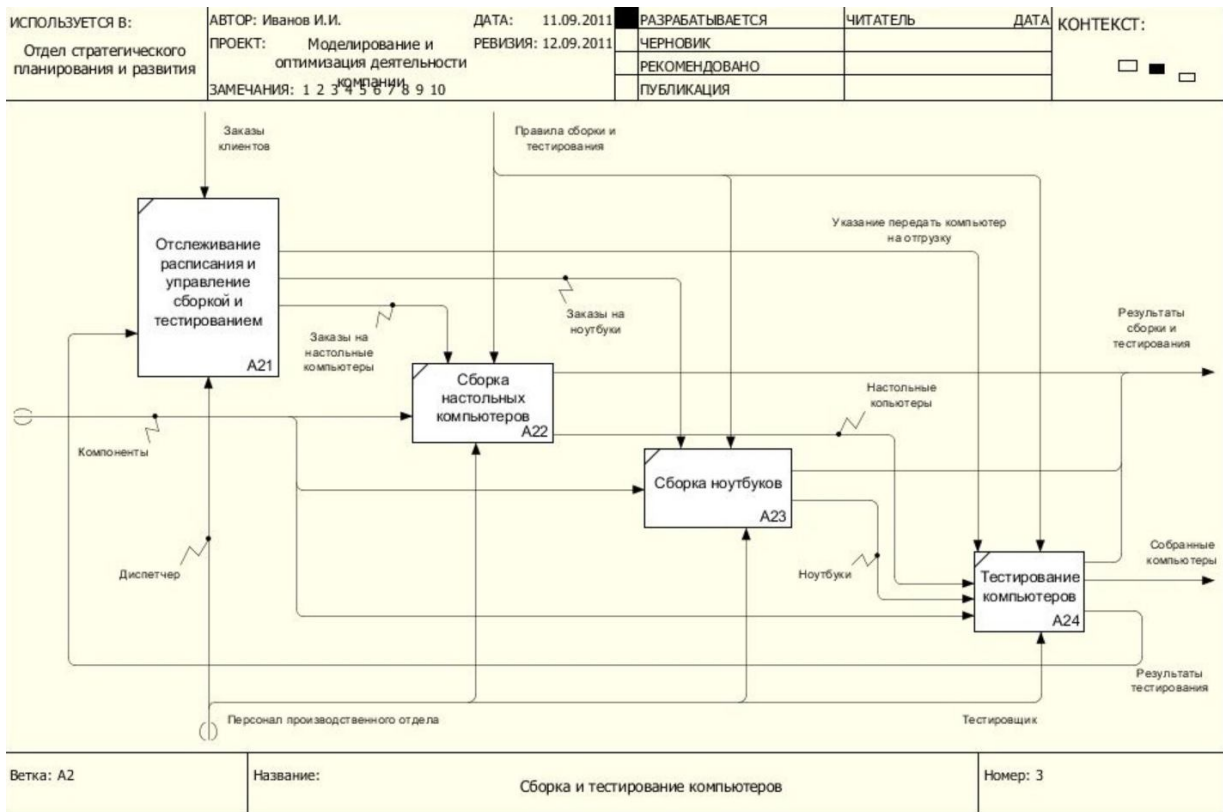 ИСПОЛЬЗУЕТСЯ В:
Отдел стратегического
планирования и развития
АВТОР: Иванов И.И.
ДАТА: 11.09.2011
ПРОЕКТ: Моделирование и
оптимизация деятельности
компании
РЕВИЗИЯ: 12.09.2011
ЗАМЕЧАНИЯ: 1 2 3 4 5 6 7 8 9 10
РАЗРАБАТЫВАЕТСЯ
ЧЕРНОВИК
РЕКОМЕНДОВАНО
ПУБЛИКАЦИЯ
ЧИТАТЕЛЬ
ДАТА
КОНТЕКСТ:
Заказы
клиентов
Правила сборки и
тестирования
Отслеживание
расписания и
управление
сборкой и
тестированием
A21
Указание передать компьютер
на отгрузку
Заказы на
ноутбуки
Заказы на
настольные
компьютеры
Результаты
сборки и
тестирования
Сборка
настольных
компьютеров
A22
Настольные
копьютеры
Компоненты
Сборка ноутбуков
A23
Диспетчер
Ноутбуки
Собранные
компьютеры
Тестирование
компьютеров
A24
Результаты
тестирования
Персонал производственного отдела
Тестировщик
Ветка: A2
Название:
Сборка и тестирование компьютеров
Номер: 3